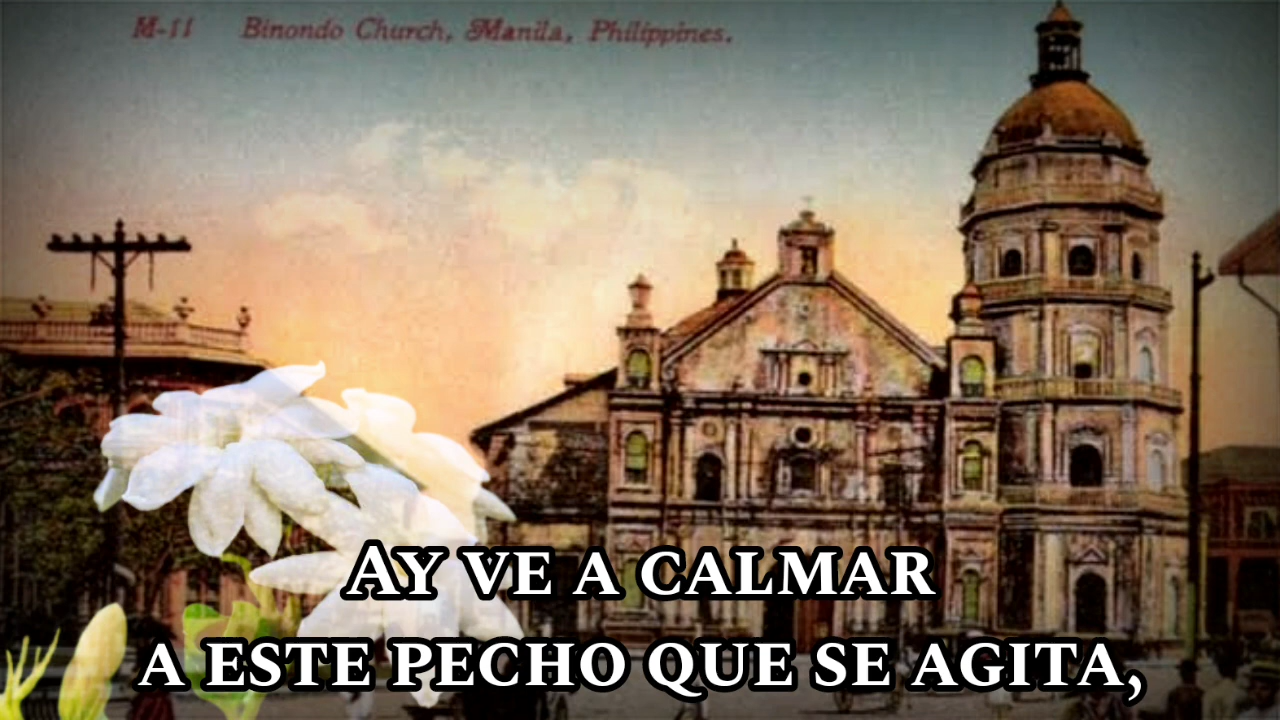 M-11 Binondo Church, Manila, Philippines.
Ay ve a calmar
a este pecho que se agita,